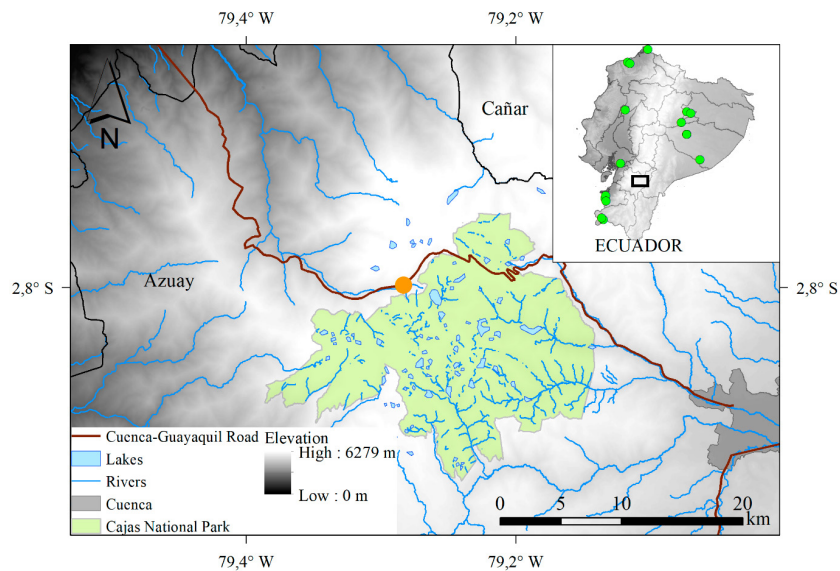 79,4° W
79,2° W
Cañar
N
ECUADOR
2,8° S
2,8° S
Azuay
Cuenca-Guayaquil Road
Lakes
Rivers
Cuenca
Cajas National Park
Elevation
High : 6279 m
Low : 0 m
0 5 10 20
km
79,4° W
79,2° W